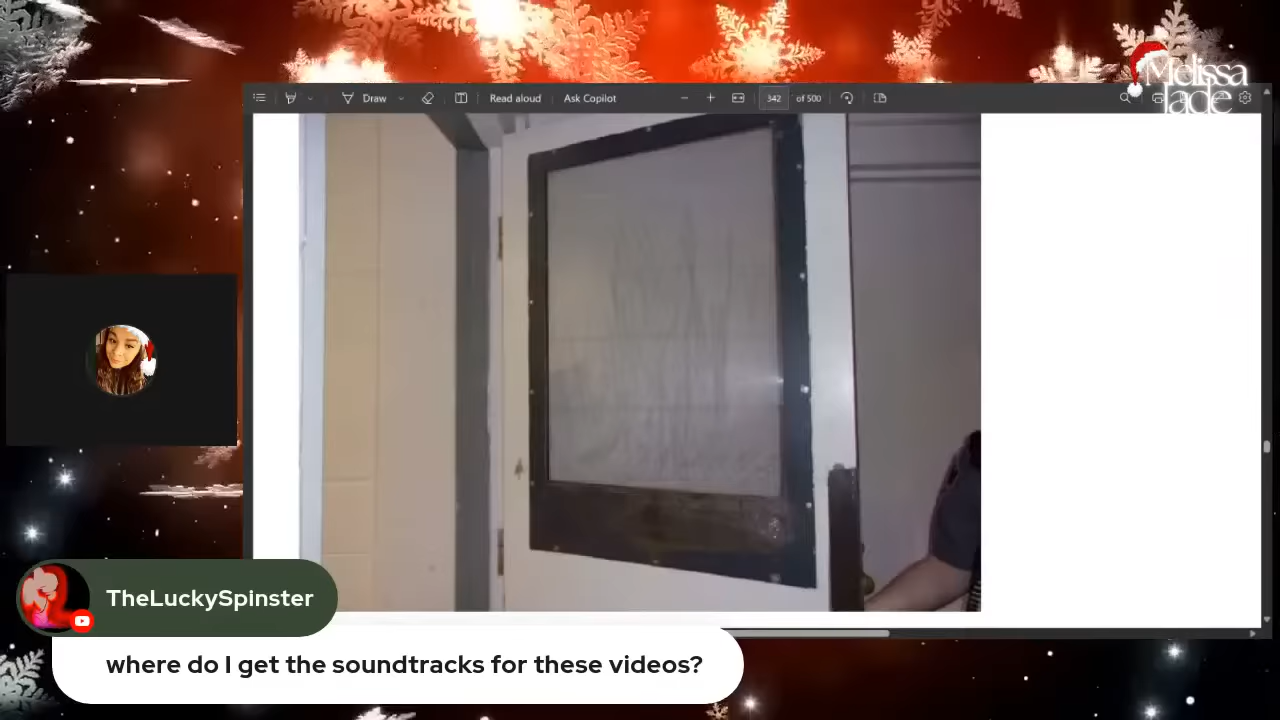 Melissa
Jade
Draw
Read aloud
Ask Copilot
342
of 500
TheLuckySpinster
where do I get the soundtracks for these videos?